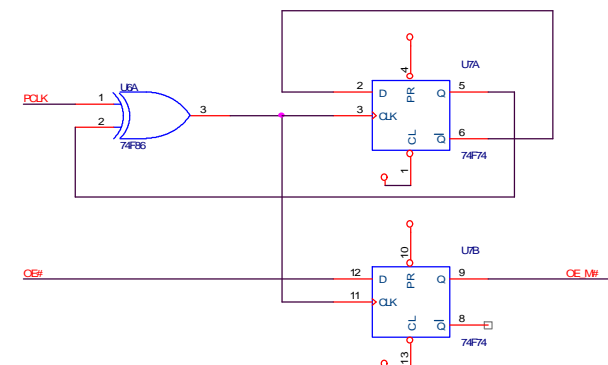 U7A
4
PR
2 D Q 5
U6A
PCLK 1 3 3 CLK
2
Q 6
CL
74F86 74F74
1
U7B
10
PR
OE# 12 D Q 9 OE_M#
11 CLK
Q 8
CL
74F74
13